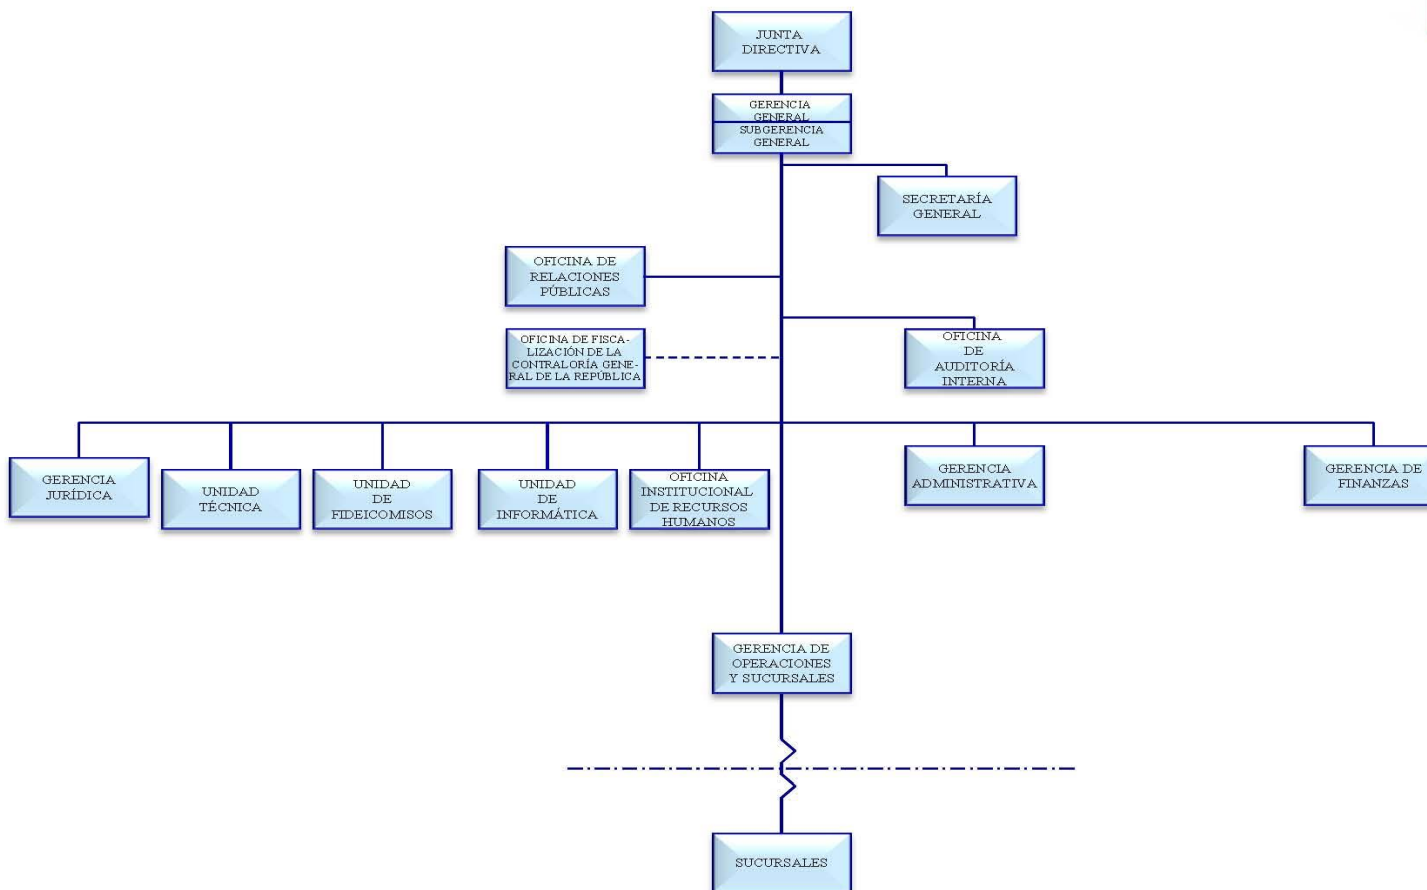 JUNTA
DIRECTIVA
GERENCIA
GENERAL
SUBGERENCIA
GENERAL
SECRETARÍA
GENERAL
OFICINA DE
RELACIONES
PÚBLICAS
OFICINA DE FISCA-
LIZACIÓN DE LA
CONTRALORÍA GENE-
RAL DE LA REPÚBLICA
OFICINA
DE
AUDITORÍA
INTERNA
GERENCIA
JURÍDICA
UNIDAD
TÉCNICA
UNIDAD
DE
FIDEICOMISOS
UNIDAD
DE
INFORMÁTICA
OFICINA
INSTITUCIONAL
DE RECURSOS
HUMANOS
GERENCIA
ADMINISTRATIVA
GERENCIA DE
FINANZAS
GERENCIA DE
OPERACIONES
Y SUCURSALES
SUCURSALES